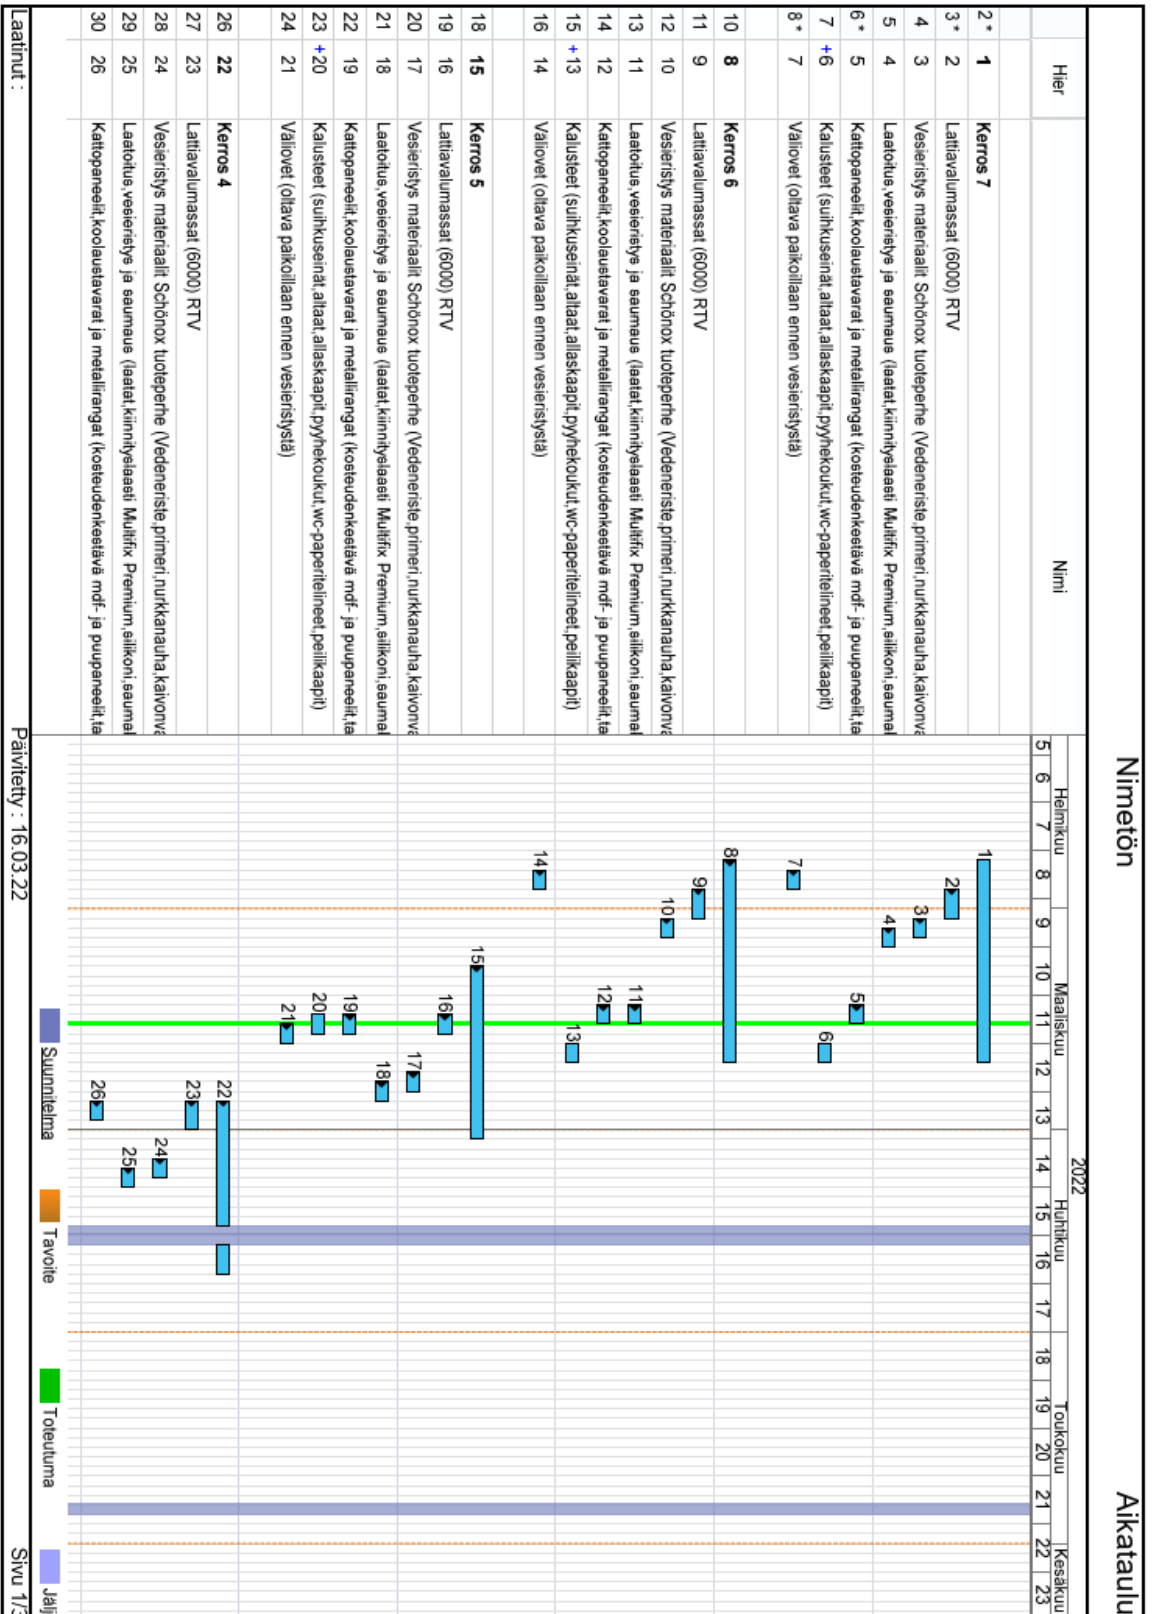 Nimetön
Aikataulu
Hier
Nimi
2022
Helmikuu
Maaliskuu
Huhtikuu
Toukokuu
Kesäkuu
5 6 7 8 9 10 11 12 13 14 15 16 17 18 19 20 21 22 23
2 * 1 Kerros 7 1
3 * 2 Lattiavalumassat (6000) RTV 2
4 3 Vesieristys materiaalit Schönox tuoteperhe (Vedeneriste,primeri,nurkkanauha,kaivonva 3
5 4 Laatoitus,vesieristys ja saumaus (laatat,kiinnityslaasti Multifix Premium,silikoni,saumal 4
6 * 5 Kattopaneelit,koolaustavarat ja metallirangat (kosteudenkestävä mdf- ja puupaneelit,ta 5
7 +6 Kalusteet (suihkuseinät,altaat,allaskaapit,pyyhekoukut,wc-paperitelineet,peilikaapit) 6
8 * 7 Väliovet (oltava paikoillaan ennen vesieristystä) 7
10 8 Kerros 6 8
11 9 Lattiavalumassat (6000) RTV 9
12 10 Vesieristys materiaalit Schönox tuoteperhe (Vedeneriste,primeri,nurkkanauha,kaivonva 10
13 11 Laatoitus,vesieristys ja saumaus (laatat,kiinnityslaasti Multifix Premium,silikoni,saumal 11
14 12 Kattopaneelit,koolaustavarat ja metallirangat (kosteudenkestävä mdf- ja puupaneelit,ta 12
15 +13 Kalusteet (suihkuseinät,altaat,allaskaapit,pyyhekoukut,wc-paperitelineet,peilikaapit) 13
16 14 Väliovet (oltava paikoillaan ennen vesieristystä) 14
18 15 Kerros 5 15
19 16 Lattiavalumassat (6000) RTV 16
20 17 Vesieristys materiaalit Schönox tuoteperhe (Vedeneriste,primeri,nurkkanauha,kaivonva 17
21 18 Laatoitus,vesieristys ja saumaus (laatat,kiinnityslaasti Multifix Premium,silikoni,saumal 18
22 19 Kattopaneelit,koolaustavarat ja metallirangat (kosteudenkestävä mdf- ja puupaneelit,ta 19
23 +20 Kalusteet (suihkuseinät,altaat,allaskaapit,pyyhekoukut,wc-paperitelineet,peilikaapit) 20
24 21 Väliovet (oltava paikoillaan ennen vesieristystä) 21
26 22 Kerros 4 22
27 23 Lattiavalumassat (6000) RTV 23
28 24 Vesieristys materiaalit Schönox tuoteperhe (Vedeneriste,primeri,nurkkanauha,kaivonva 24
29 25 Laatoitus,vesieristys ja saumaus (laatat,kiinnityslaasti Multifix Premium,silikoni,saumal 25
30 26 Kattopaneelit,koolaustavarat ja metallirangat (kosteudenkestävä mdf- ja puupaneelit,ta 26
Suunnitelma Tavoite Toteutuma Jälj
Laatinut : Päivitetty : 16.03.22 Sivu 1/3